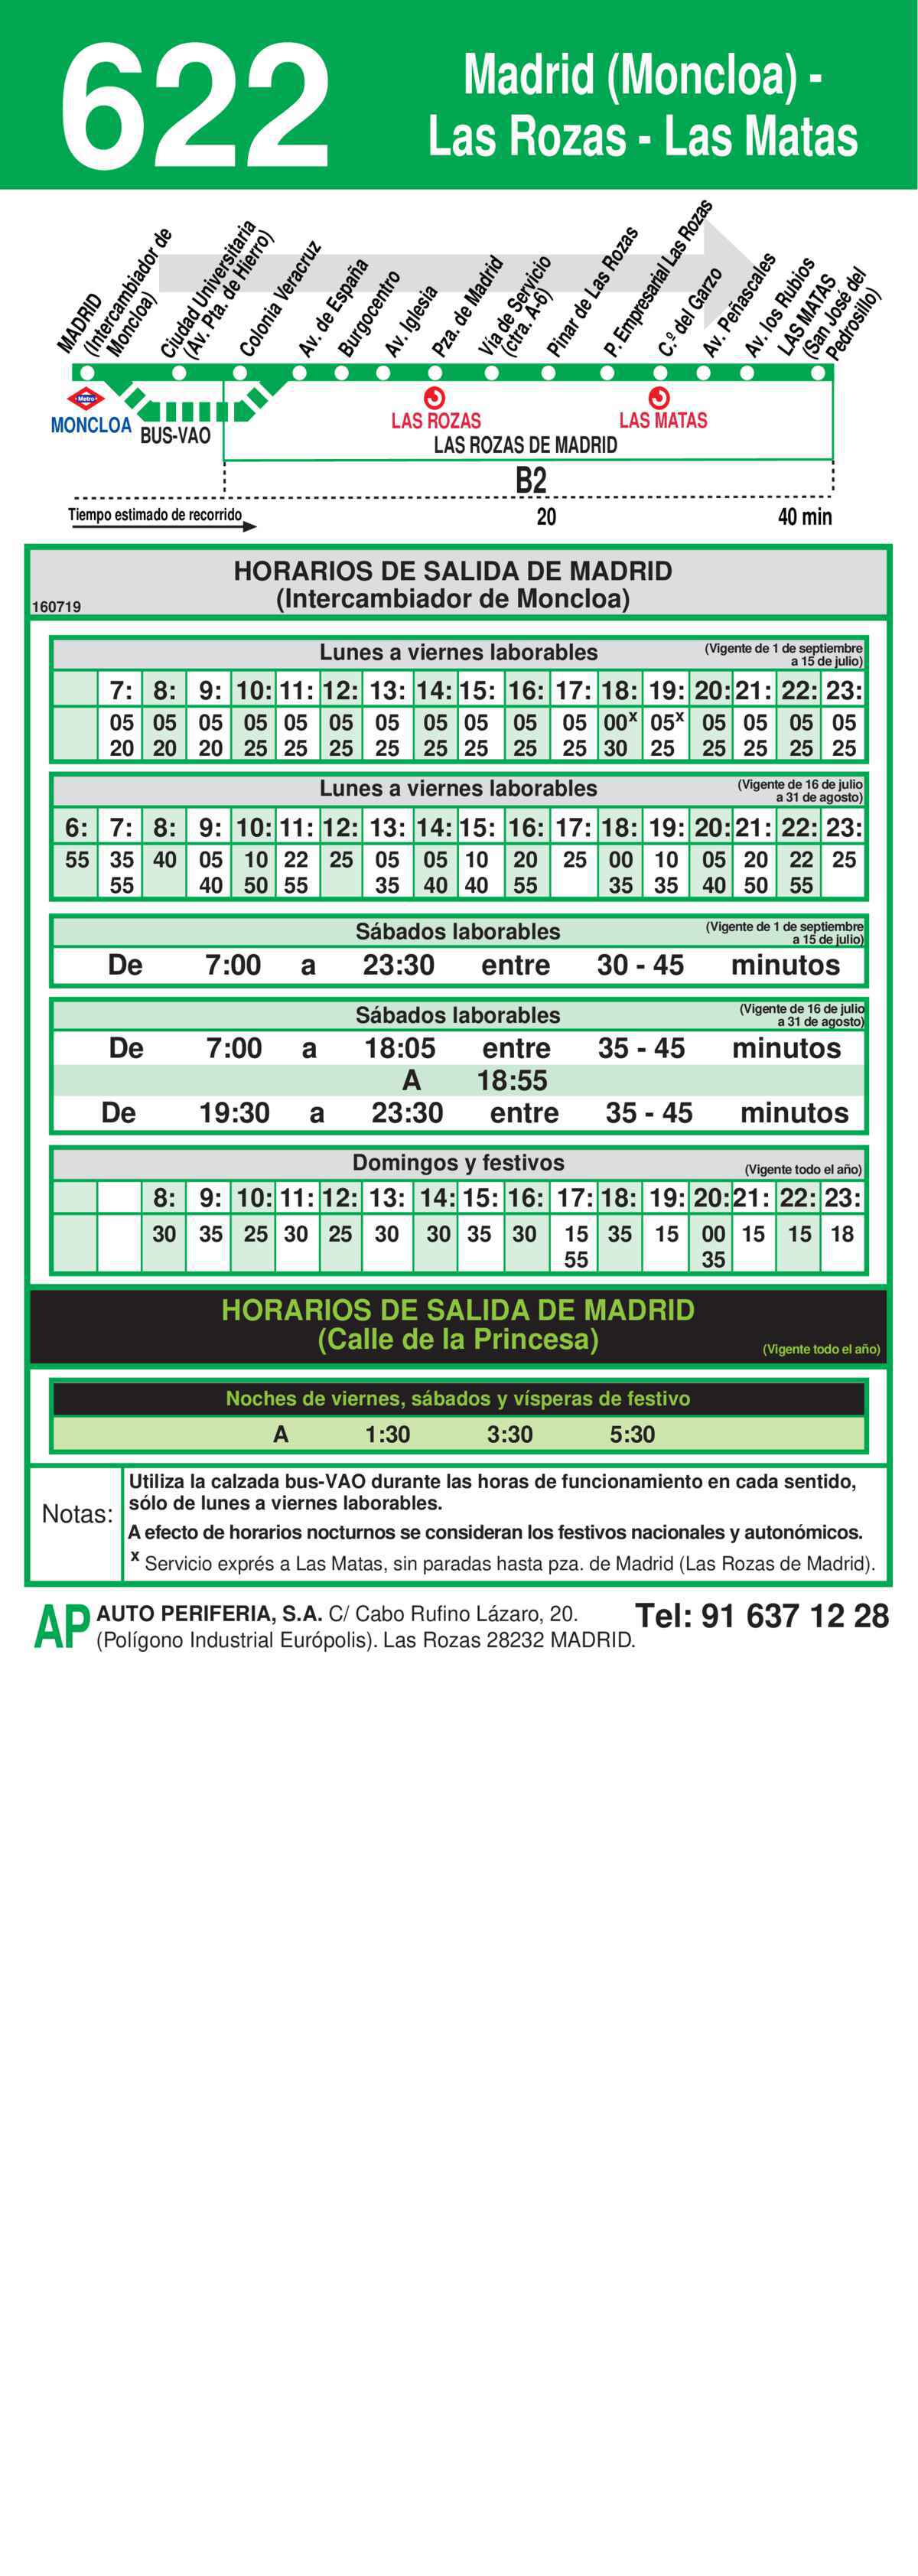 622
Madrid (Moncloa) -
Las Rozas - Las Matas
MADRID
(Intercambiador de
Moncloa)
Ciudad Universitaria
(Av. Pta. de Hierro)
Colonia Veracruz
Av. de España
Burgocentro
Av. Iglesia
Pza. de Madrid
Vía de Servicio
(ctra. A-6)
Pinar de Las Rozas
P. Empresarial Las Rozas
C.º del Garzo
Av. Peñascales
Av. los Rubios
LAS MATAS
(San José del
Pedrosillo)
Metro
MONCLOA
BUS-VAO
LAS ROZAS
LAS MATAS
LAS ROZAS DE MADRID
B2
Tiempo estimado de recorrido 20 40 min
HORARIOS DE SALIDA DE MADRID
(Intercambiador de Moncloa)
160719
Lunes a viernes laborables (Vigente de 1 de septiembre
a 15 de julio)
7: 8: 9: 10: 11: 12: 13: 14: 15: 16: 17: 18: 19: 20: 21: 22: 23:
05 05 05 05 05 05 05 05 05 05 05 00x 05x 05 05 05 05
20 20 20 25 25 25 25 25 25 25 25 30 25 25 25 25 25
Lunes a viernes laborables (Vigente de 16 de julio
a 31 de agosto)
6: 7: 8: 9: 10: 11: 12: 13: 14: 15: 16: 17: 18: 19: 20: 21: 22: 23:
55 35 40 05 10 22 25 05 05 10 20 25 00 10 05 20 22 25
55 40 50 55 35 40 40 55 35 35 40 50 55
Sábados laborables (Vigente de 1 de septiembre
a 15 de julio)
De 7:00 a 23:30 entre 30 - 45 minutos
Sábados laborables (Vigente de 16 de julio
a 31 de agosto)
De 7:00 a 18:05 entre 35 - 45 minutos
A 18:55
De 19:30 a 23:30 entre 35 - 45 minutos
Domingos y festivos (Vigente todo el año)
8: 9: 10: 11: 12: 13: 14: 15: 16: 17: 18: 19: 20: 21: 22: 23:
30 35 25 30 25 30 30 35 30 15 35 15 00 15 15 18
55 35
HORARIOS DE SALIDA DE MADRID
(Calle de la Princesa)
(Vigente todo el año)
Noches de viernes, sábados y vísperas de festivo
A 1:30 3:30 5:30
Notas:
Utiliza la calzada bus-VAO durante las horas de funcionamiento en cada sentido,
sólo de lunes a viernes laborables.
A efecto de horarios nocturnos se consideran los festivos nacionales y autonómicos.
x Servicio exprés a Las Matas, sin paradas hasta pza. de Madrid (Las Rozas de Madrid).
AP AUTO PERIFERIA, S.A. C/ Cabo Rufino Lázaro, 20. Tel: 91 637 12 28
(Polígono Industrial Európolis). Las Rozas 28232 MADRID.